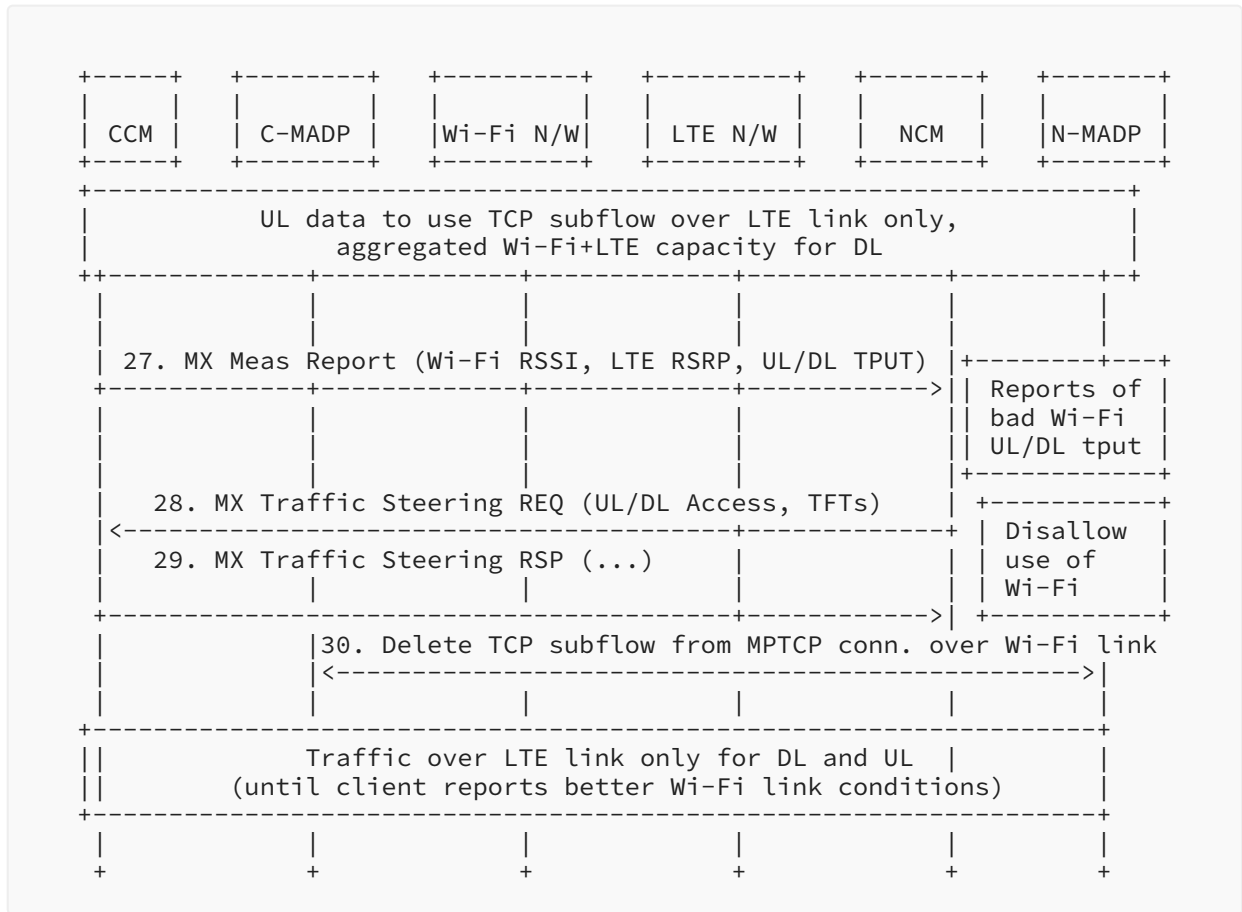 CCM C-MADP Wi-Fi N/W LTE N/W NCM N-MADP
UL data to use TCP subflow over LTE link only,
aggregated Wi-Fi+LTE capacity for DL
27. MX Meas Report (Wi-Fi RSSI, LTE RSRP, UL/DL TPUT)
Reports of
bad Wi-Fi
UL/DL tput
28. MX Traffic Steering REQ (UL/DL Access, TFTs)
Disallow
29. MX Traffic Steering RSP (...) use of
Wi-Fi
30. Delete TCP subflow from MPTCP conn. over Wi-Fi link
Traffic over LTE link only for DL and UL
(until client reports better Wi-Fi link conditions)